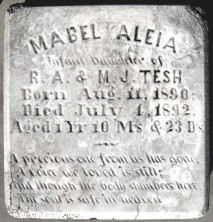 MABEL ALEIA
Infant Daughter of
R. A. & M. J. TESH
Born Aug. 11, 1890.
Died July 4, 1892.
Aged 1 Yr 10 Ms & 23 Ds
A precious one from us has gone.
A voice we loved is still;
And though the body slumbers here,
The soul is safe in heaven